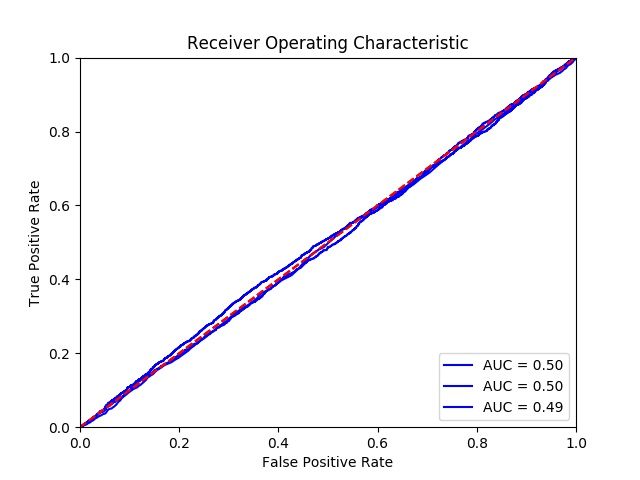 Receiver Operating Characteristic
True Positive Rate
1.0
0.8
0.6
0.4
0.2
0.0
AUC = 0.50
AUC = 0.50
AUC = 0.49
0.0 0.2 0.4 0.6 0.8 1.0
False Positive Rate